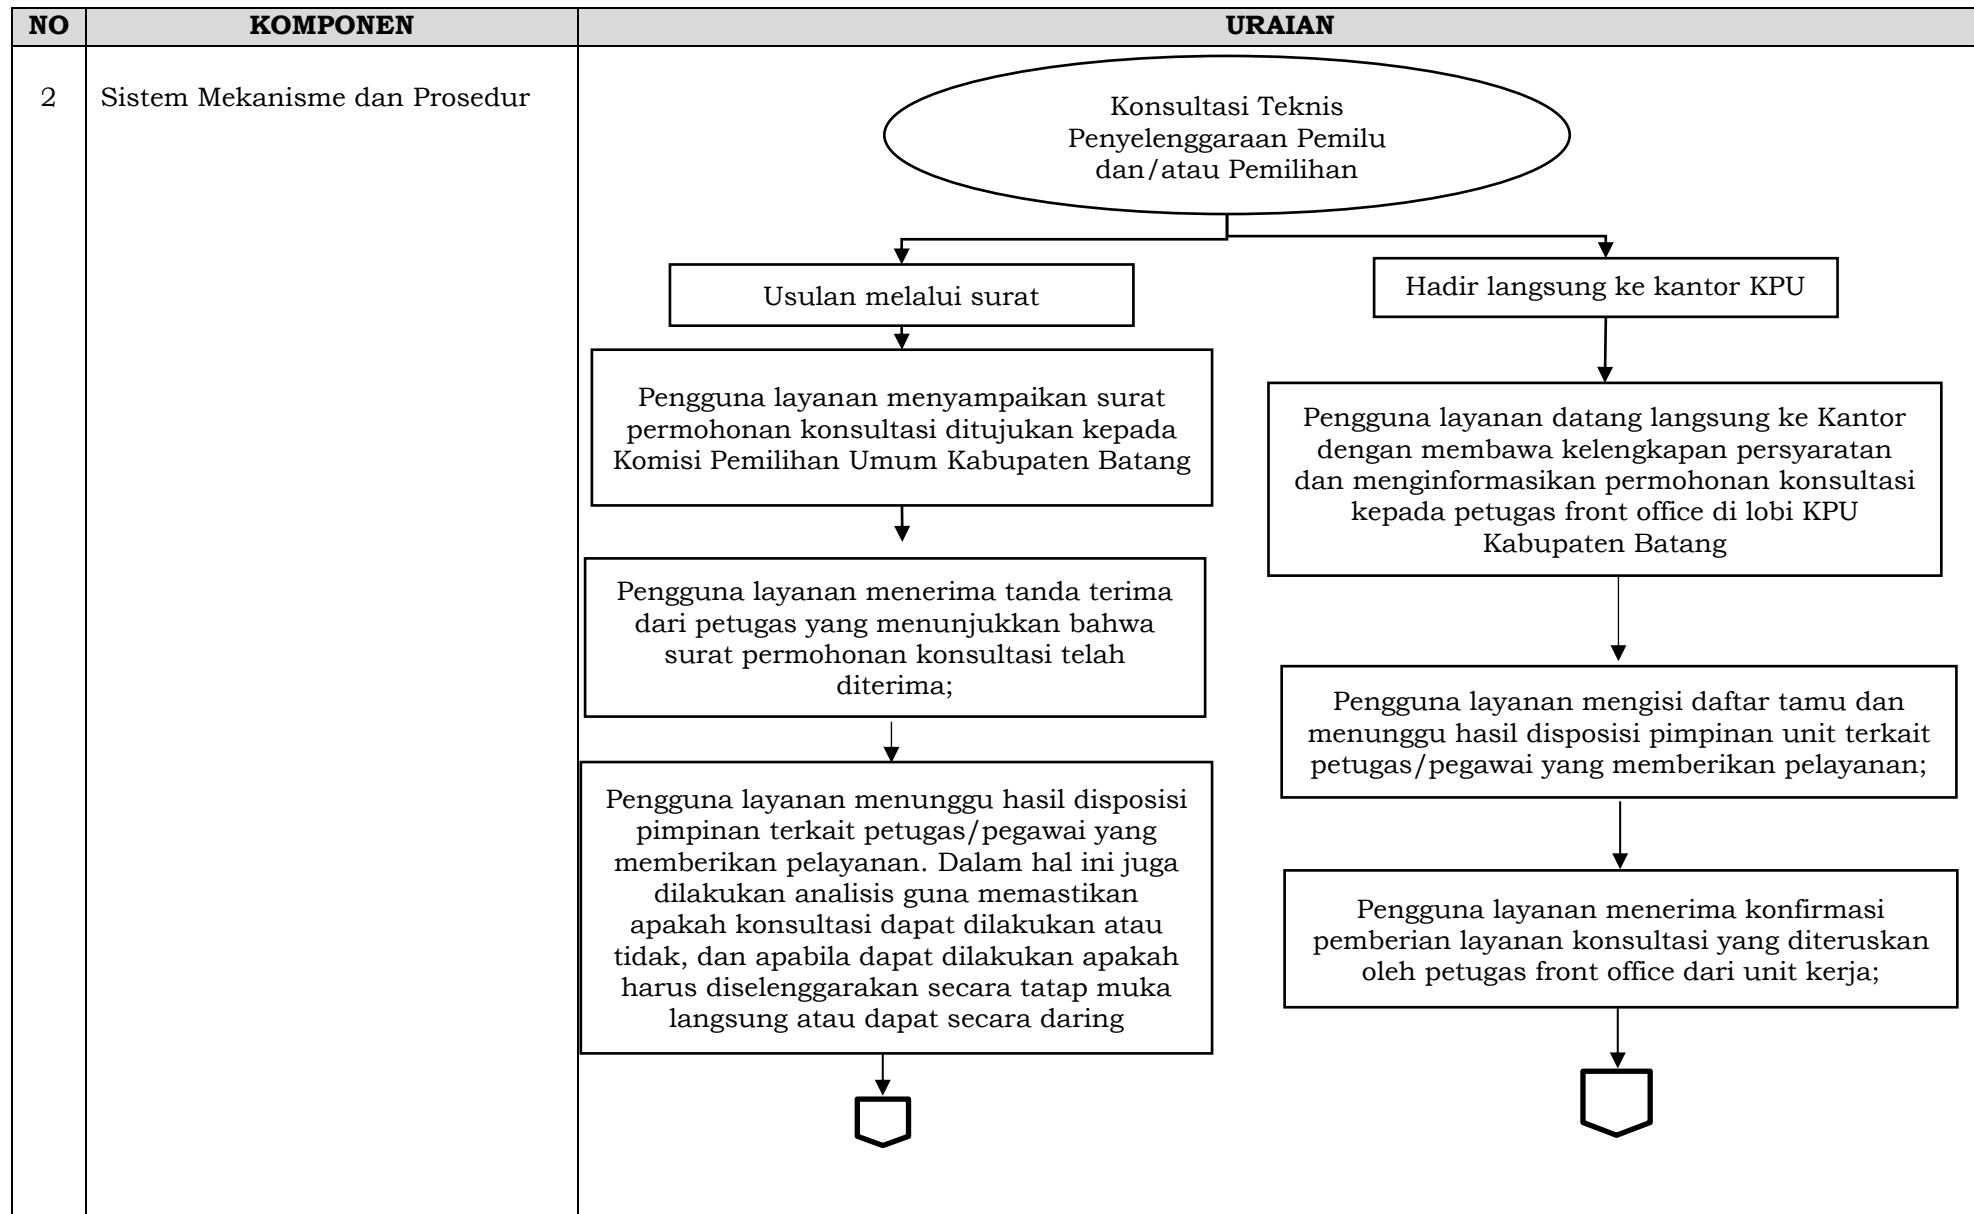 NO KOMPONEN URAIAN
2 Sistem Mekanisme dan Prosedur
Konsultasi Teknis
Penyelenggaraan Pemilu
dan/atau Pemilihan
Usulan melalui surat
Pengguna layanan menyampaikan surat
permohonan konsultasi ditujukan kepada
Komisi Pemilihan Umum Kabupaten Batang
Pengguna layanan menerima tanda terima
dari petugas yang menunjukkan bahwa
surat permohonan konsultasi telah
diterima;
Pengguna layanan menunggu hasil disposisi
pimpinan terkait petugas/pegawai yang
memberikan pelayanan. Dalam hal ini juga
dilakukan analisis guna memastikan
apakah konsultasi dapat dilakukan atau
tidak, dan apabila dapat dilakukan apakah
harus diselenggarakan secara tatap muka
langsung atau dapat secara daring
Hadir langsung ke kantor KPU
Pengguna layanan datang langsung ke Kantor
dengan membawa kelengkapan persyaratan
dan menginformasikan permohonan konsultasi
kepada petugas front office di lobi KPU
Kabupaten Batang
Pengguna layanan mengisi daftar tamu dan
menunggu hasil disposisi pimpinan unit terkait
petugas/pegawai yang memberikan pelayanan;
Pengguna layanan menerima konfirmasi
pemberian layanan konsultasi yang diteruskan
oleh petugas front office dari unit kerja;